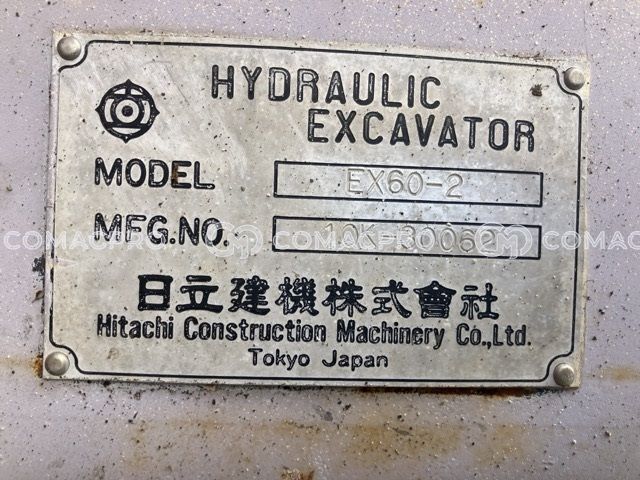 HYDRAULIC
EXCAVATOR
MODEL EX60-2
MFG.NO.
日立建機株式會社
Hitachi Construction Machinery Co.,Ltd.
Tokyo Japan